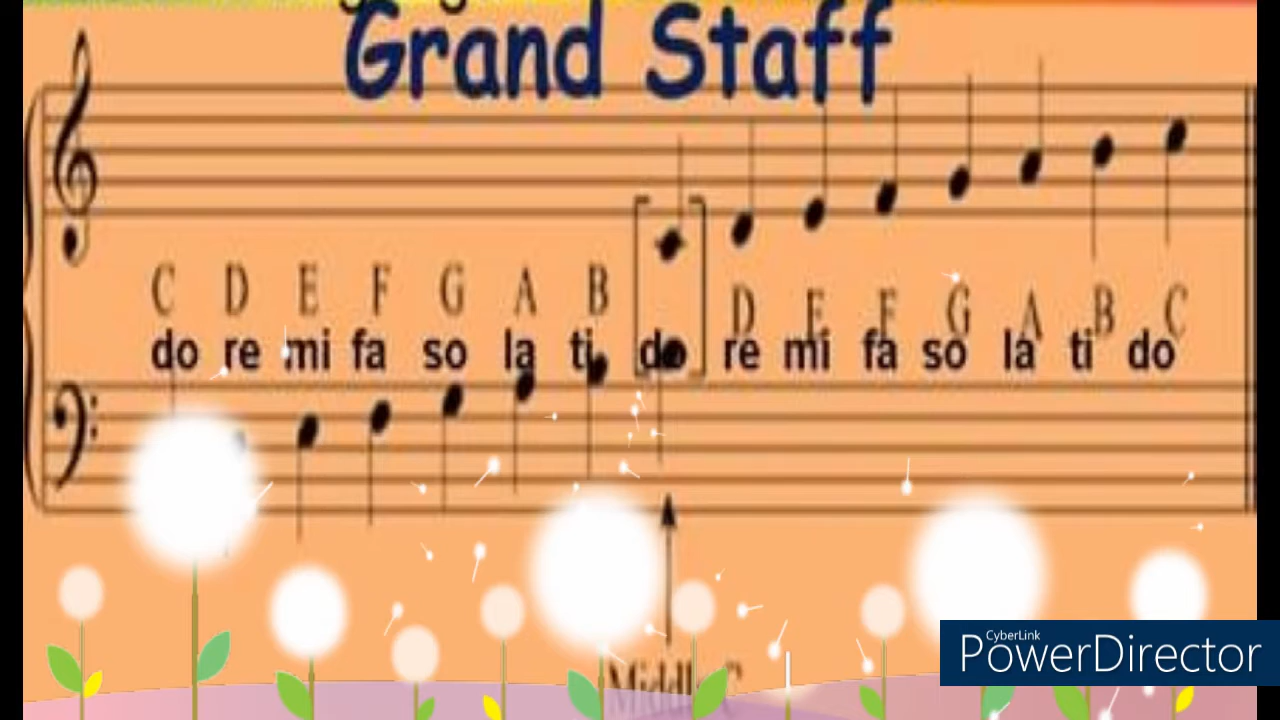 Grand Staff
C D E F G A B D E F G A B C
do re mi fa so la ti do re mi fa so la ti do
Middle C
CyberLink
PowerDirector